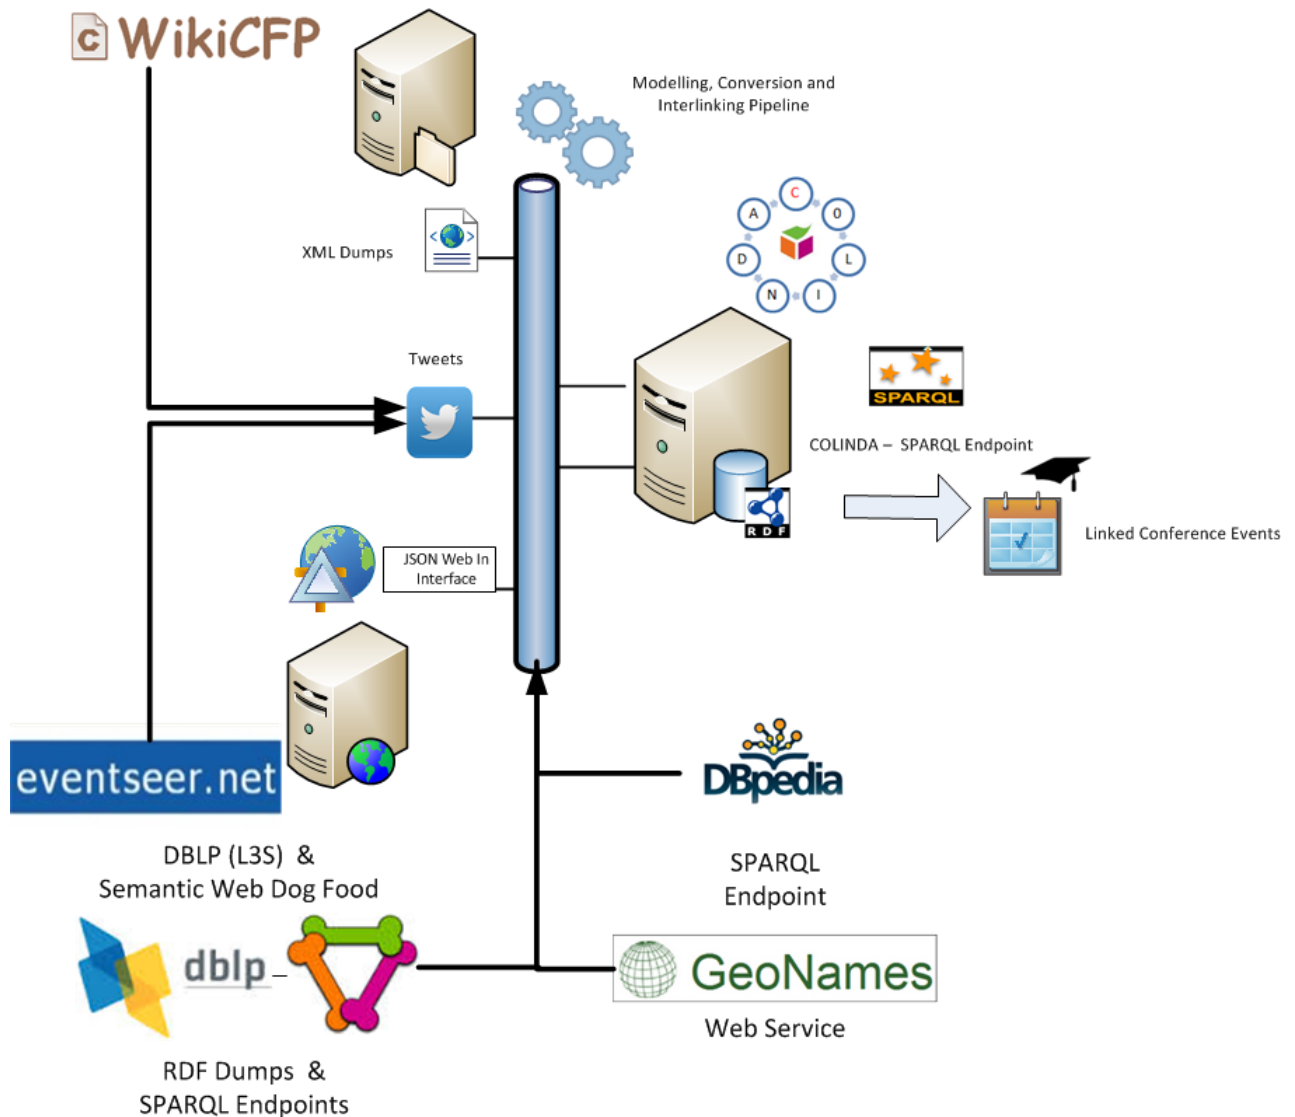 C WikiCFP
Modelling, Conversion and
Interlinking Pipeline
C
O
L
I
N
D
A
XML Dumps
Tweets
SPARQL
COLINDA – SPARQL Endpoint
RDF
Linked Conference Events
JSON Web In
Interface
eventseer.net
DBpedia
DBLP (L3S) &
Semantic Web Dog Food
SPARQL
Endpoint
dblp
GeoNames
Web Service
RDF Dumps &
SPARQL Endpoints